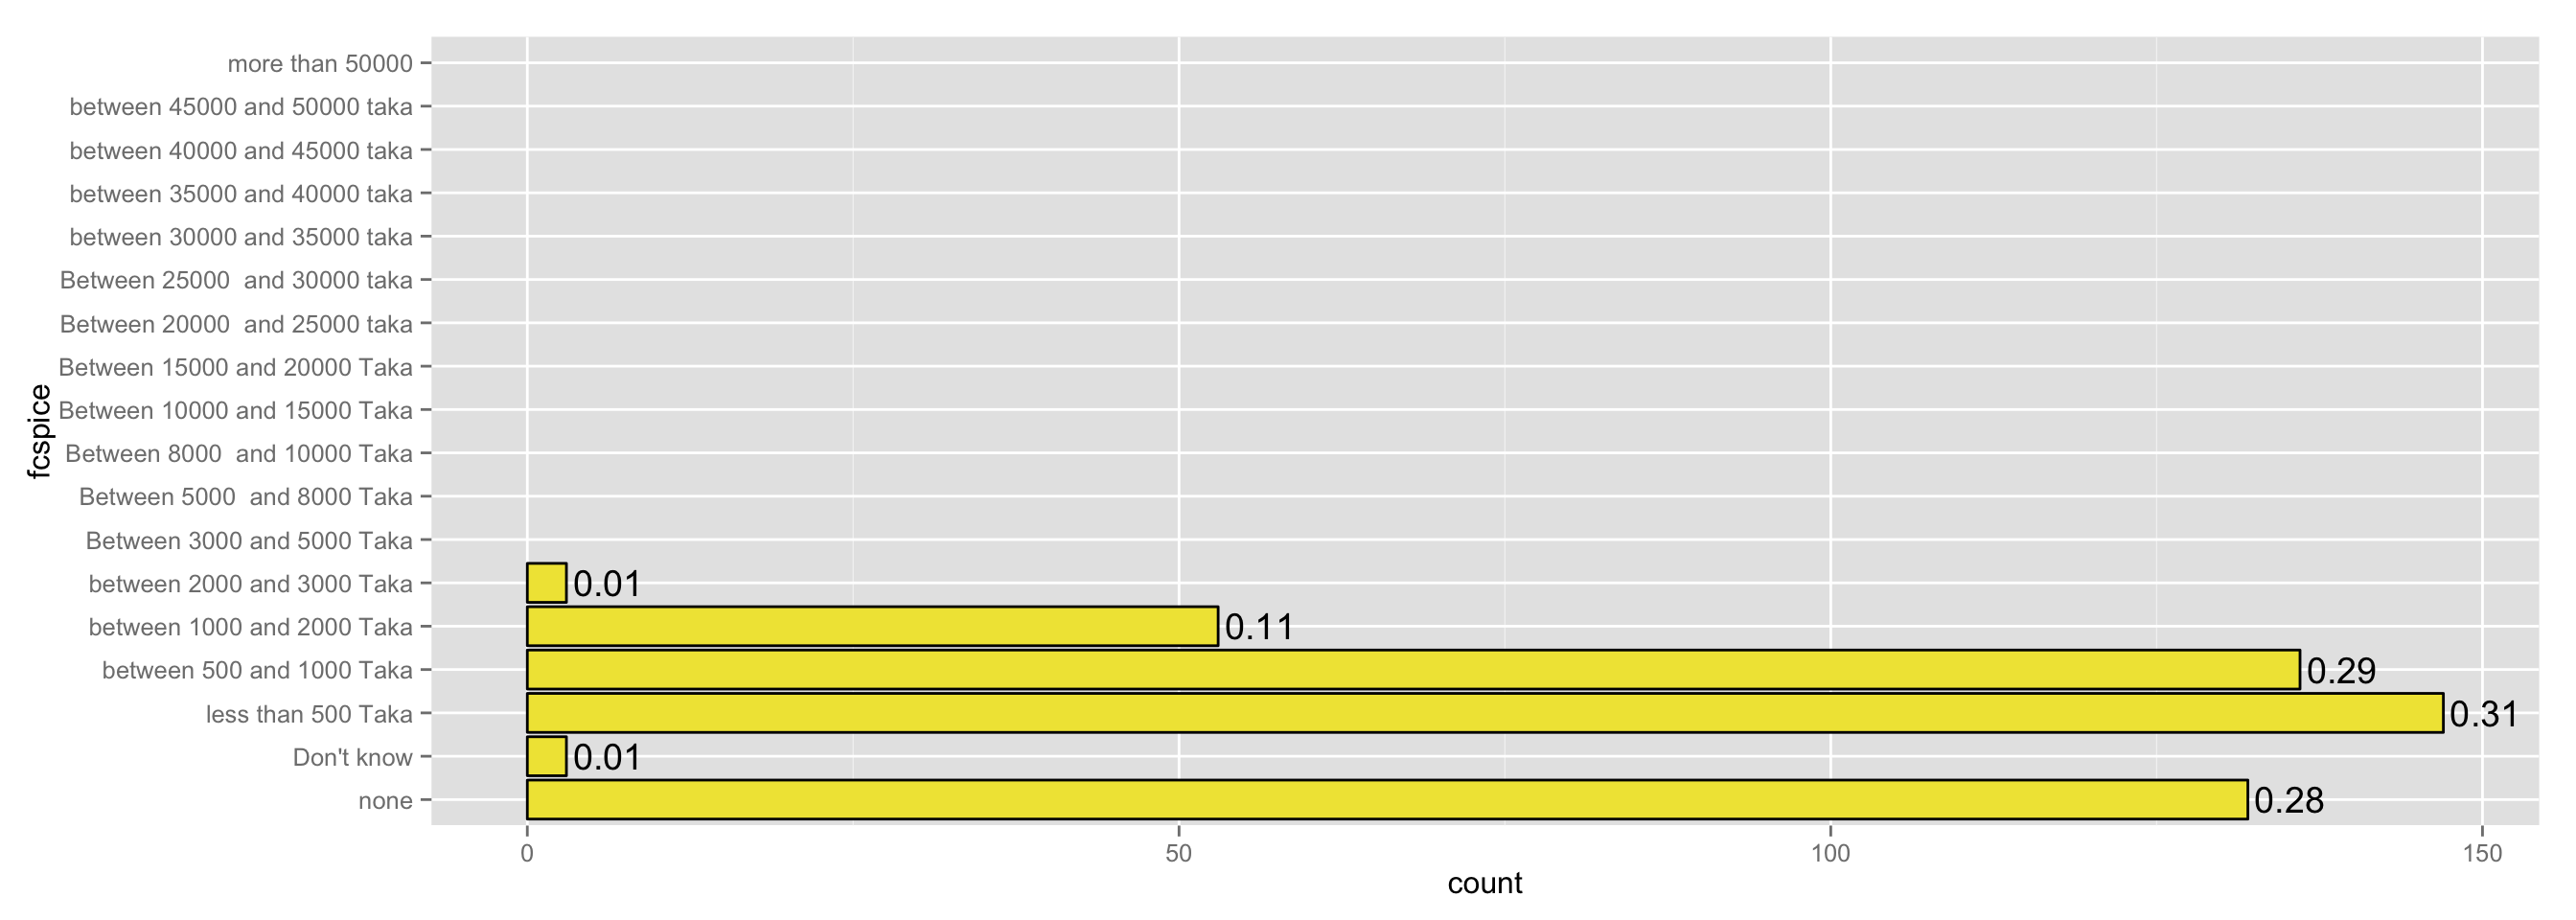 more than 50000
between 45000 and 50000 taka
between 40000 and 45000 taka
between 35000 and 40000 taka
between 30000 and 35000 taka
Between 25000  and 30000 taka
Between 20000  and 25000 taka
Between 15000 and 20000 Taka
Between 10000 and 15000 Taka
Between 8000  and 10000 Taka
Between 5000  and 8000 Taka
Between 3000 and 5000 Taka
between 2000 and 3000 Taka
between 1000 and 2000 Taka
between 500 and 1000 Taka
less than 500 Taka
Don't know
none
fcspice
0.01
0.11
0.29
0.31
0.01
0.28
0 50 100 150
count